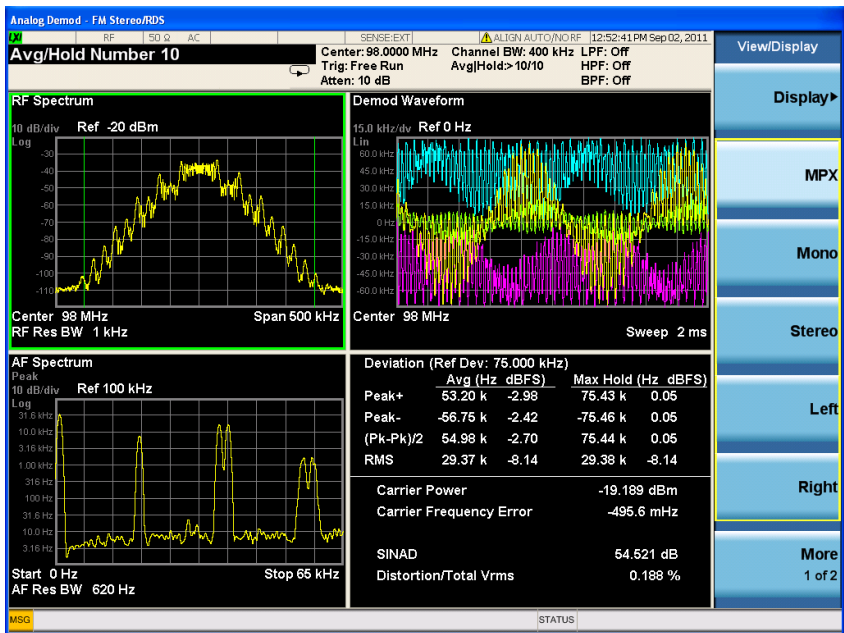 Analog Demod - FM Stereo/RDS
LXI RF 50 Ω AC SENSE:EXT ALIGN AUTO/NO RF 12:52:41 PM Sep 02, 2011
Avg/Hold Number 10
Center: 98.0000 MHz Channel BW: 400 kHz LPF: Off
Trig: Free Run Avg|Hold:>10/10 HPF: Off
Atten: 10 dB BPF: Off
View/Display
Display
MPX
Mono
Stereo
Left
Right
More
1 of 2
RF Spectrum
10 dB/div Ref -20 dBm
Log
-30
-40
-50
-60
-70
-80
-90
-100
-110
Center 98 MHz Span 500 kHz
RF Res BW 1 kHz
Demod Waveform
15.0 kHz/dv Ref 0 Hz
Lin
60.0 kHz
45.0 kHz
30.0 kHz
15.0 kHz
0 Hz
-15.0 kHz
-30.0 kHz
-45.0 kHz
-60.0 kHz
Center 98 MHz
Sweep 2 ms
AF Spectrum
Peak
10 dB/div Ref 100 kHz
Log
31.6 kHz
10.0 kHz
3.16 kHz
1.00 kHz
316 Hz
100 Hz
31.6 Hz
10.0 Hz
3.16 Hz
Start 0 Hz Stop 65 kHz
AF Res BW 620 Hz
Deviation (Ref Dev: 75.000 kHz)
Avg (Hz dBFS) Max Hold (Hz dBFS)
Peak+ 53.20 k -2.98 75.43 k 0.05
Peak- -56.75 k -2.42 -75.46 k 0.05
(Pk-Pk)/2 54.98 k -2.70 75.44 k 0.05
RMS 29.37 k -8.14 29.38 k -8.14
Carrier Power -19.189 dBm
Carrier Frequency Error -495.6 mHz
SINAD 54.521 dB
Distortion/Total Vrms 0.188 %
MSG STATUS